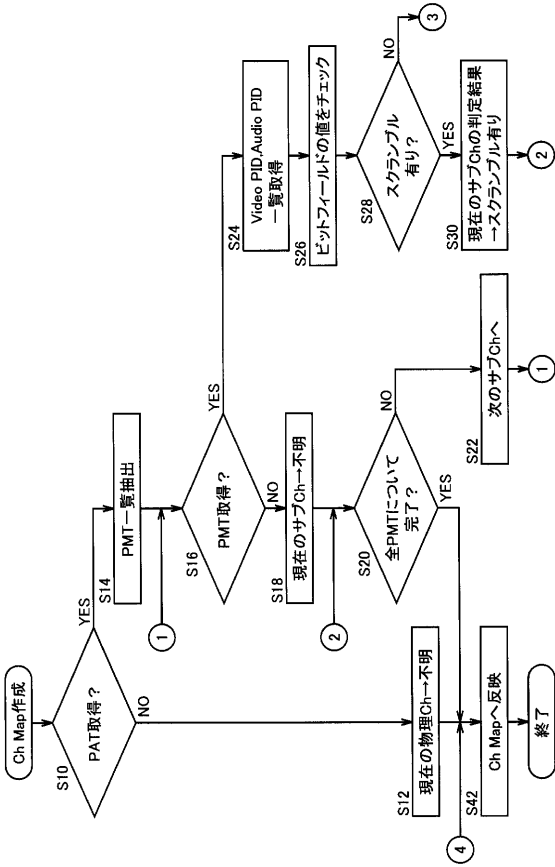 Ch Map作成
S10
PAT取得？
YES
NO
S12
現在の物理Ch→不明
4
S42
Ch Mapへ反映
終了
S14
PMT一覧抽出
1
S16
PMT取得？
YES
NO
S18
現在のサブCh→不明
2
S20
全PMTについて
完了？
NO
YES
S22
次のサブChへ
1
S24
Video PID.Audio PID
一覧取得
S26
ビットフィールドの値をチェック
S28
スクランブル
有り？
NO
3
YES
S30
現在のサブChの判定結果
→スクランブル有り
2